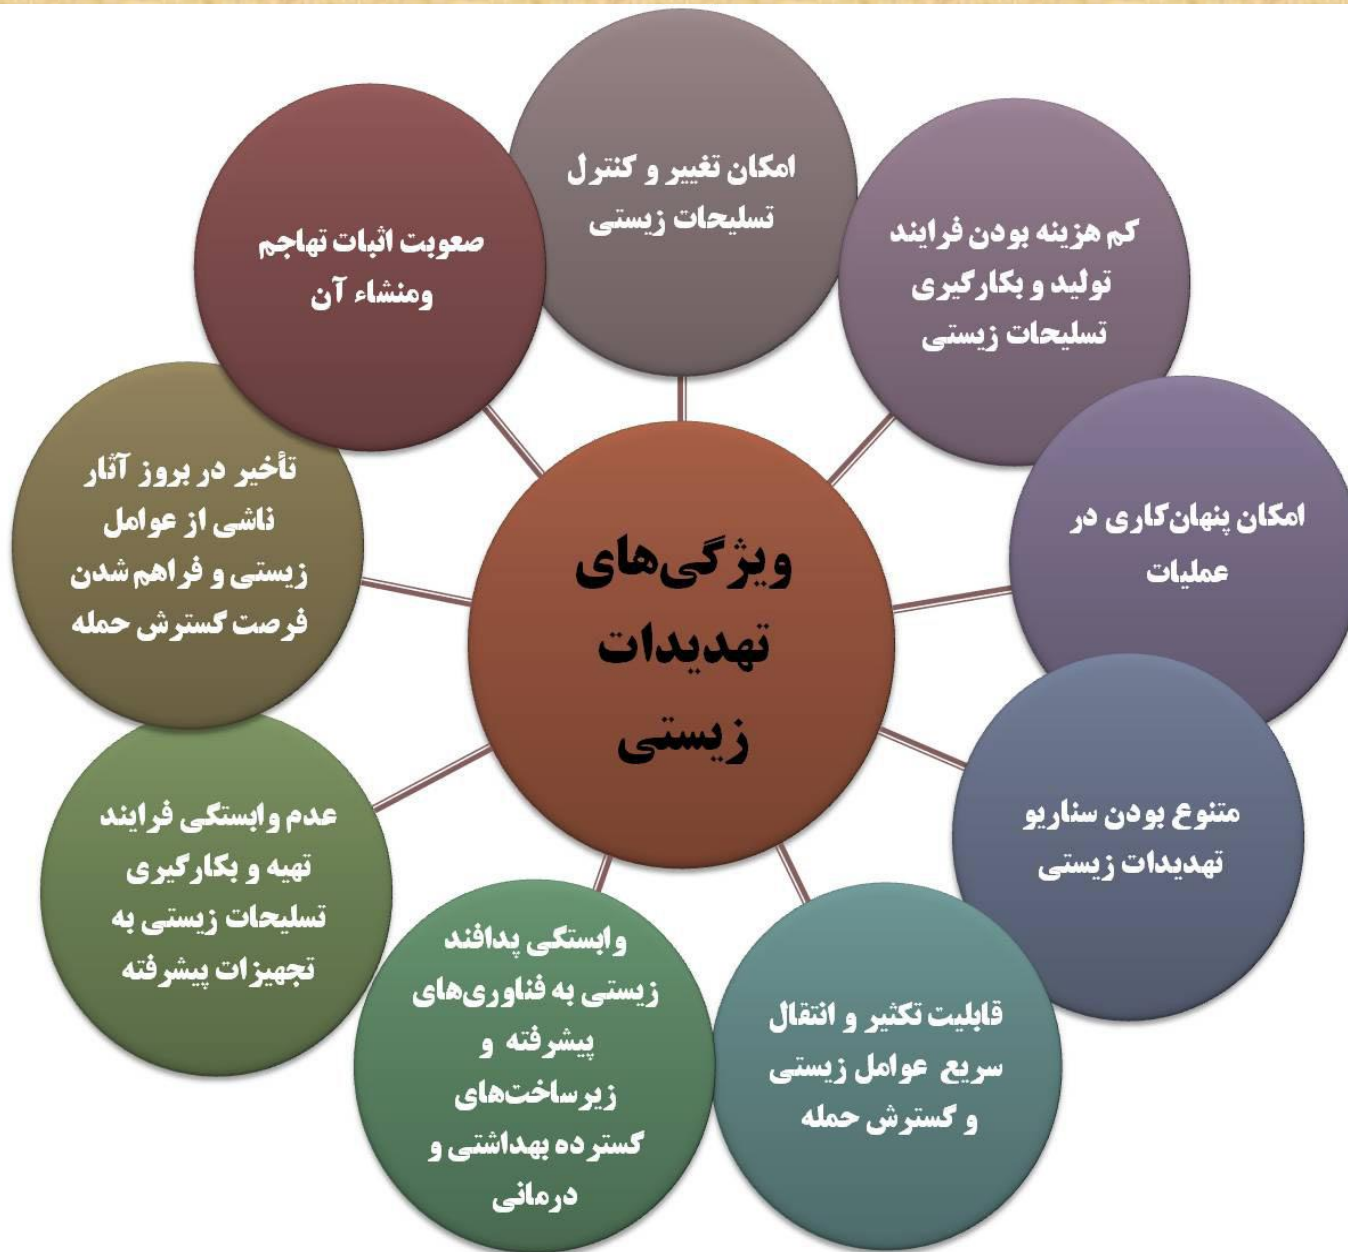 ویژگی‌های
تهدیدات
زیستی
امکان تغییر و کنترل
تسلیحات زیستی
کم هزینه بودن فرایند
تولید و بکارگیری
تسلیحات زیستی
امکان پنهان‌کاری در
عملیات
متنوع بودن سناریو
تهدیدات زیستی
قابلیت تکثیر و انتقال
سریع عوامل زیستی
و گسترش حمله
وابستگی پدافند
زیستی به فناوری‌های
پیشرفته و
زیرساخت‌های
گسترده بهداشتی و
درمانی
عدم وابستگی فرایند
تهیه و بکارگیری
تسلیحات زیستی به
تجهیزات پیشرفته
تأخیر در بروز آثار
ناشی از عوامل
زیستی و فراهم شدن
فرصت گسترش حمله
صعوبت اثبات تهاجم
ومنشاء آن